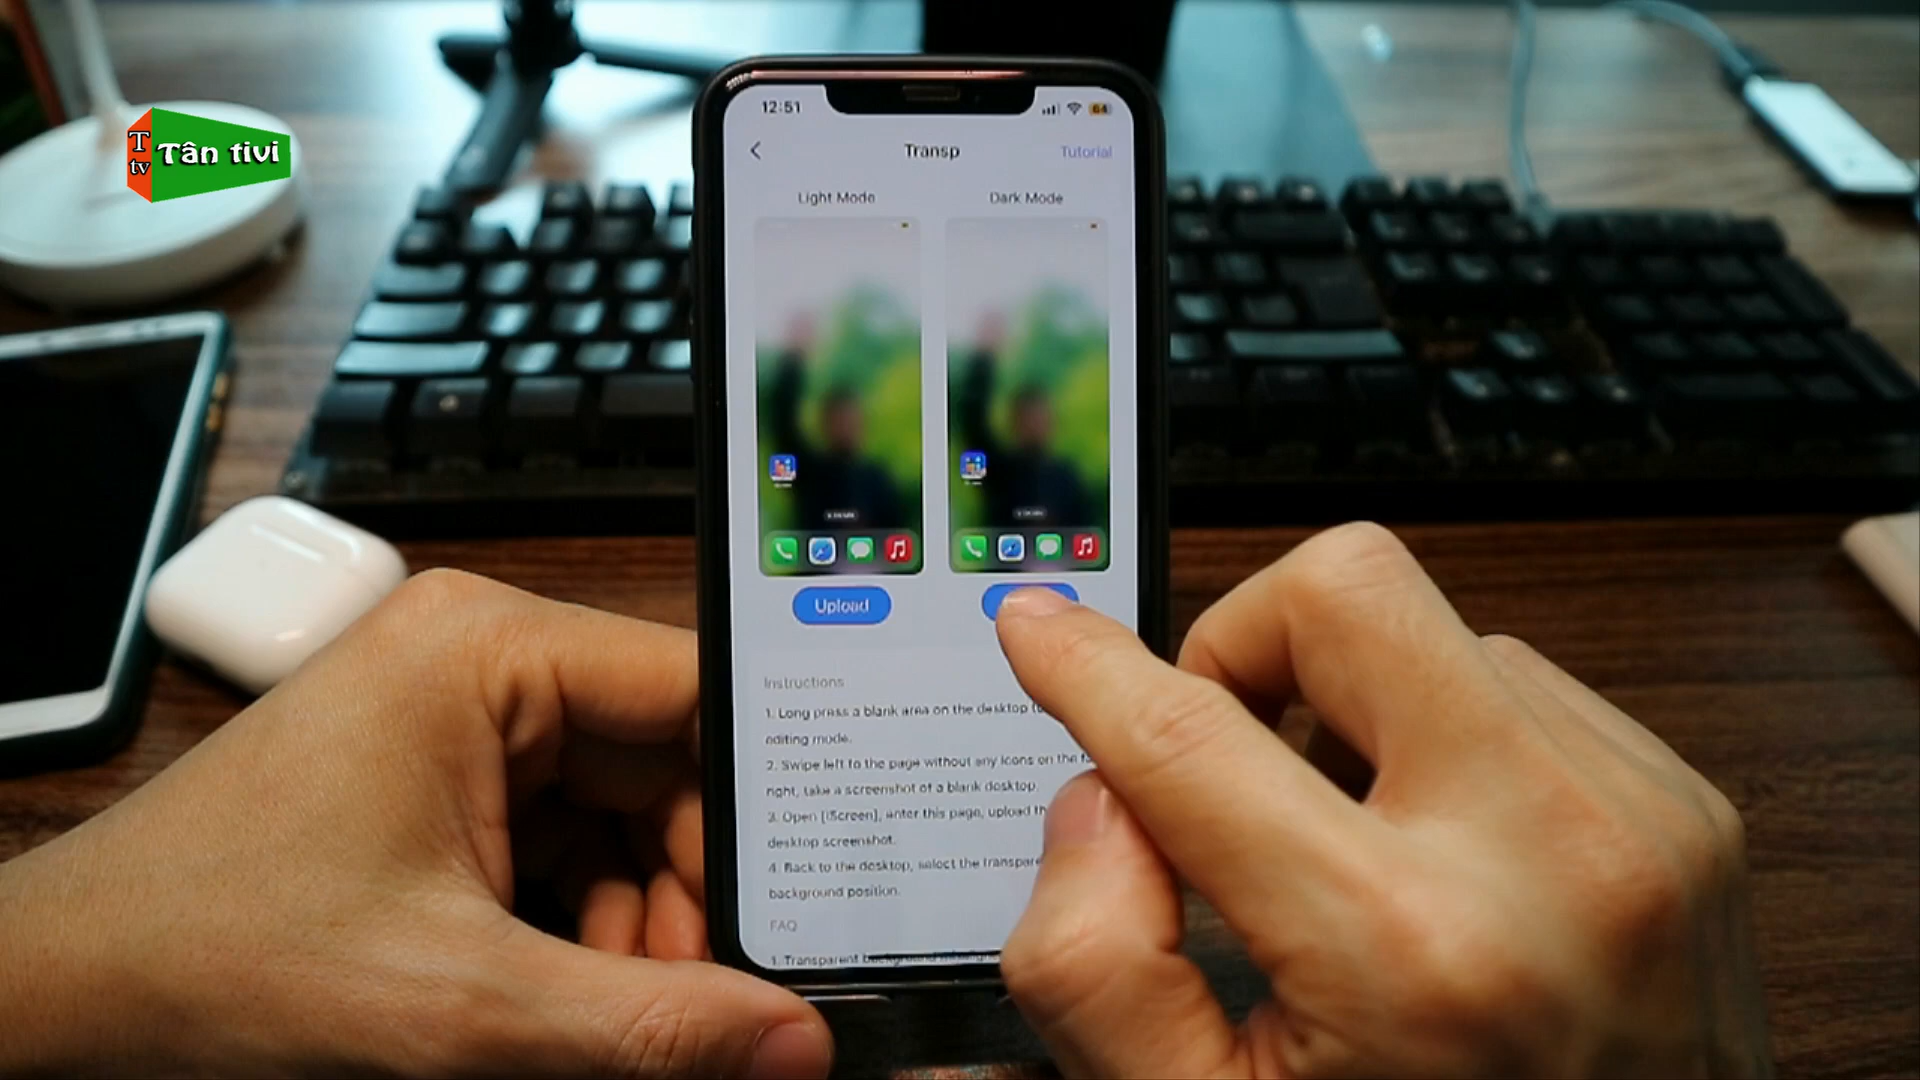 T
tv
Tân tivi
12:51
64
Transp
Tutorial
Light Mode
Dark Mode
Upload
Instructions
1. Long press a blank area on the desktop
editing mode.
2. Swipe left to the page without any icons on the
right, take a screenshot of a blank desktop.
3. Open [iScreen], enter this page, upload
desktop screenshot.
4. Back to the desktop, select the
background position.
FAQ
1. Transparent